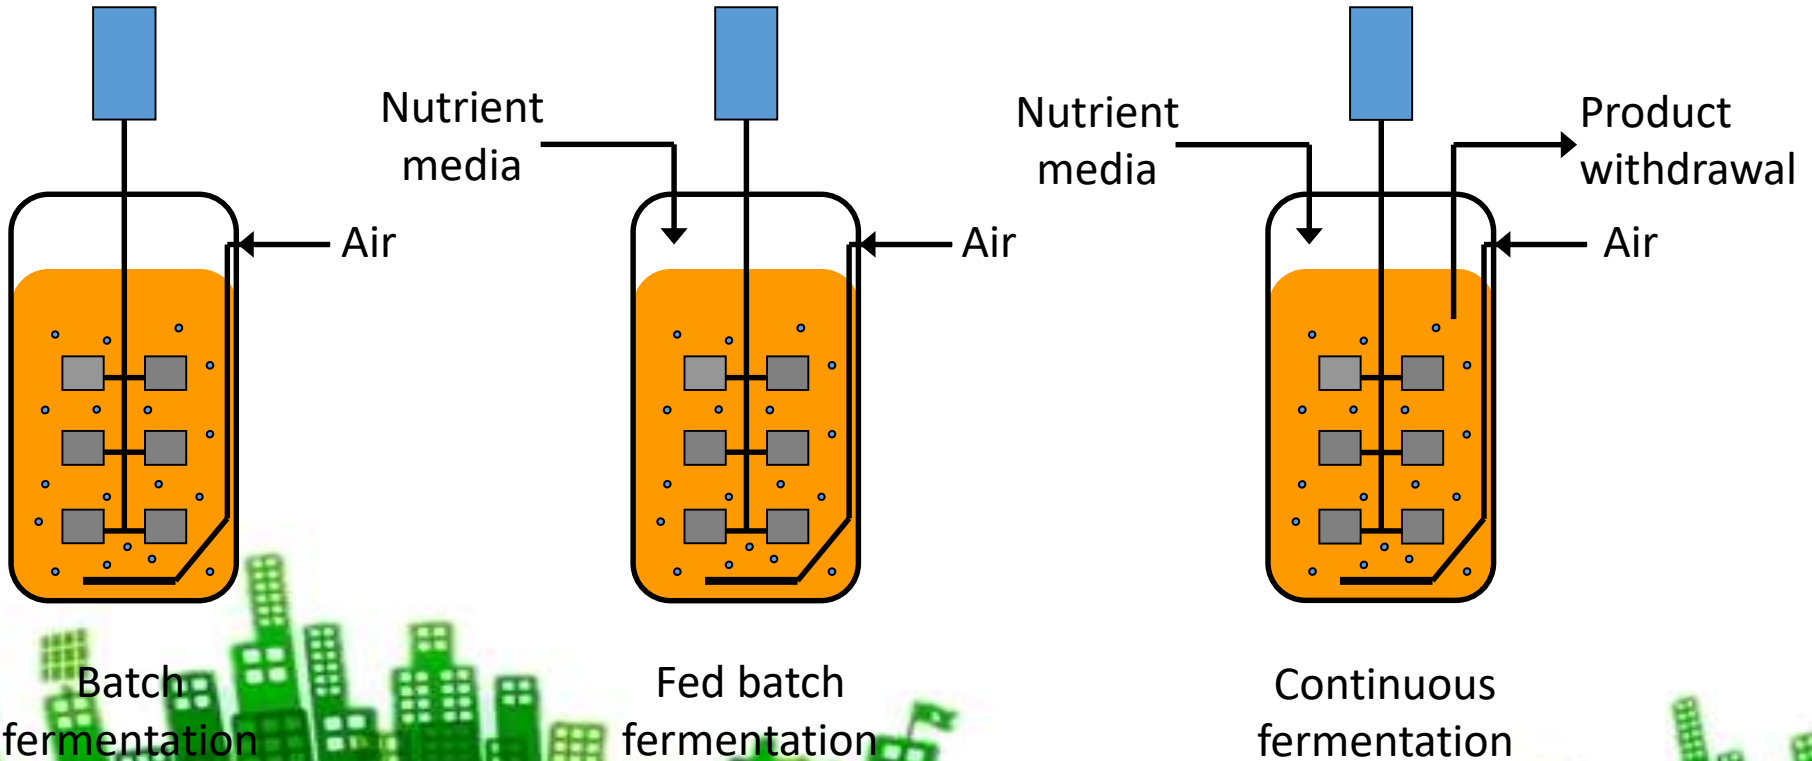 Nutrient
media
Air
Nutrient
media
Air
Product
withdrawal
Air
Batch
fermentation
Fed batch
fermentation
Continuous
fermentation